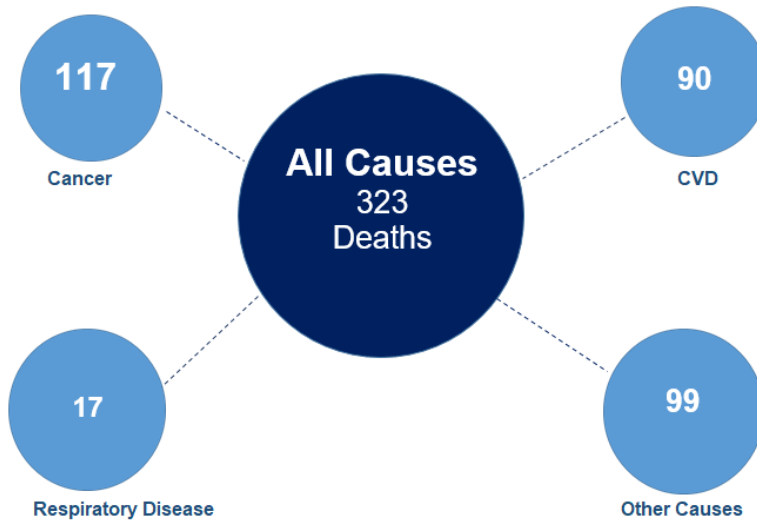 117
Cancer
All Causes
323
Deaths
90
CVD
17
Respiratory Disease
99
Other Causes